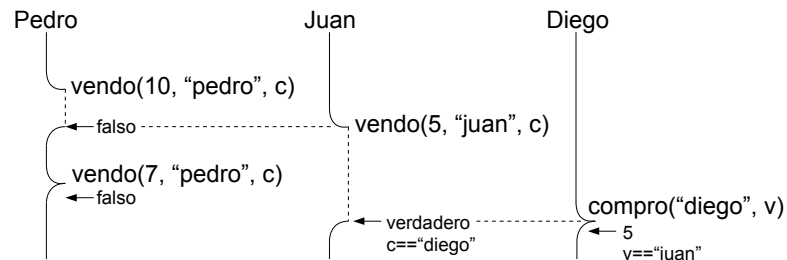 Pedro Juan Diego
vendo(10, “pedro”, c)
falso vendo(5, “juan”, c)
vendo(7, “pedro”, c)
falso
verdadero compro(“diego”, v)
c==“diego” 5
v==“juan”